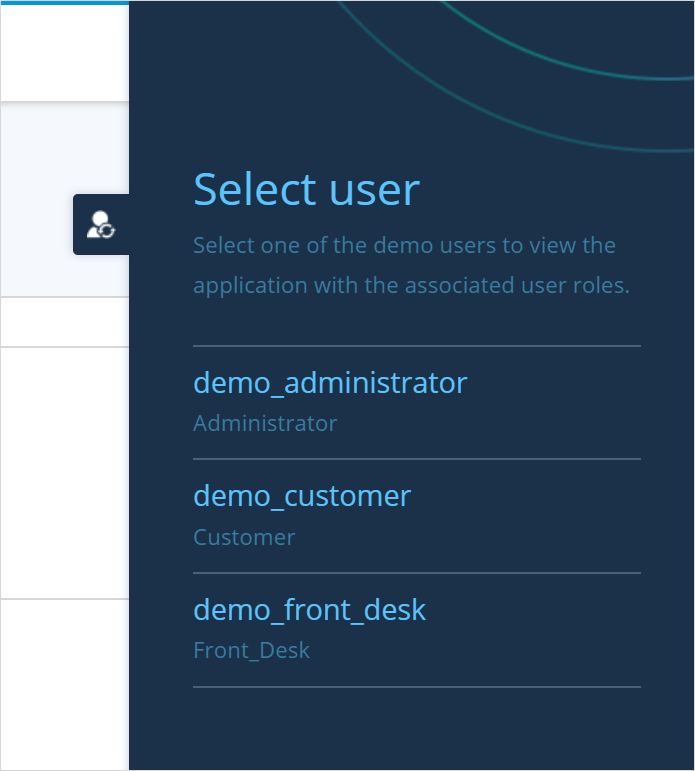 Select user
Select one of the demo users to view the
application with the associated user roles.
demo_administrator
Administrator
demo_customer
Customer
demo_front_desk
Front_Desk